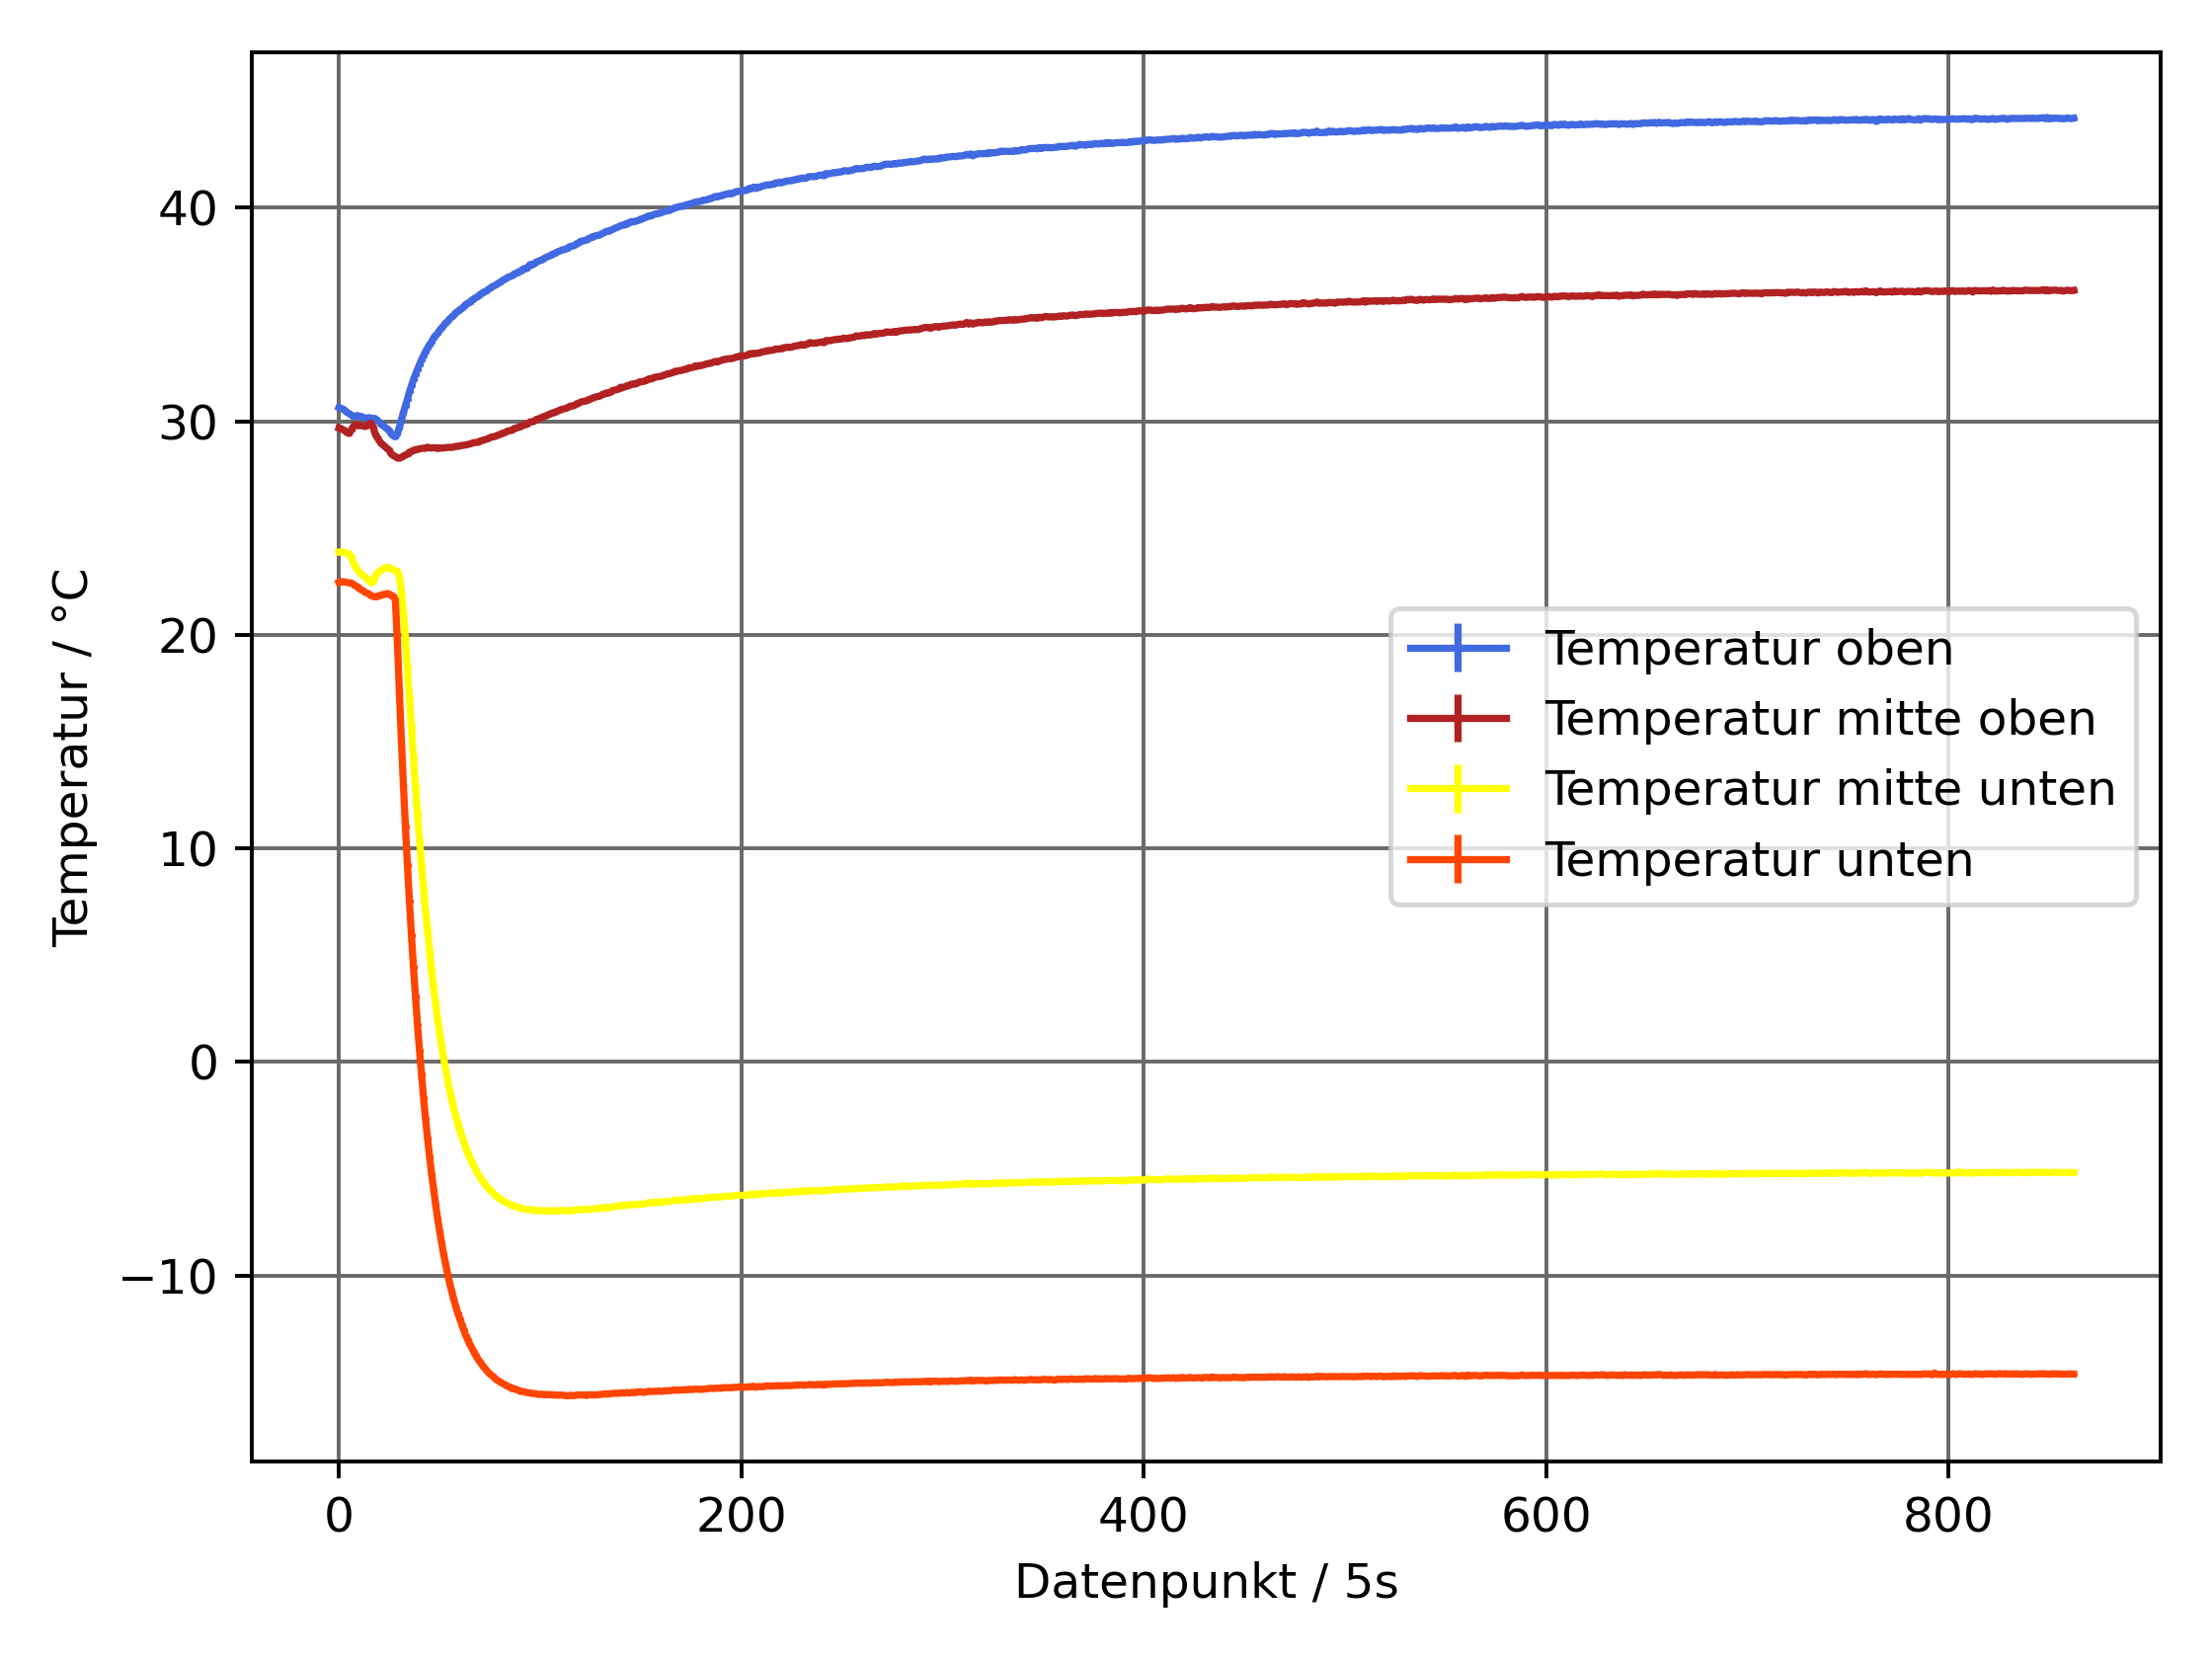 Temperatur / °C
40
30
20
10
0
−10
Temperatur oben
Temperatur mitte oben
Temperatur mitte unten
Temperatur unten
0 200 400 600 800
Datenpunkt / 5s